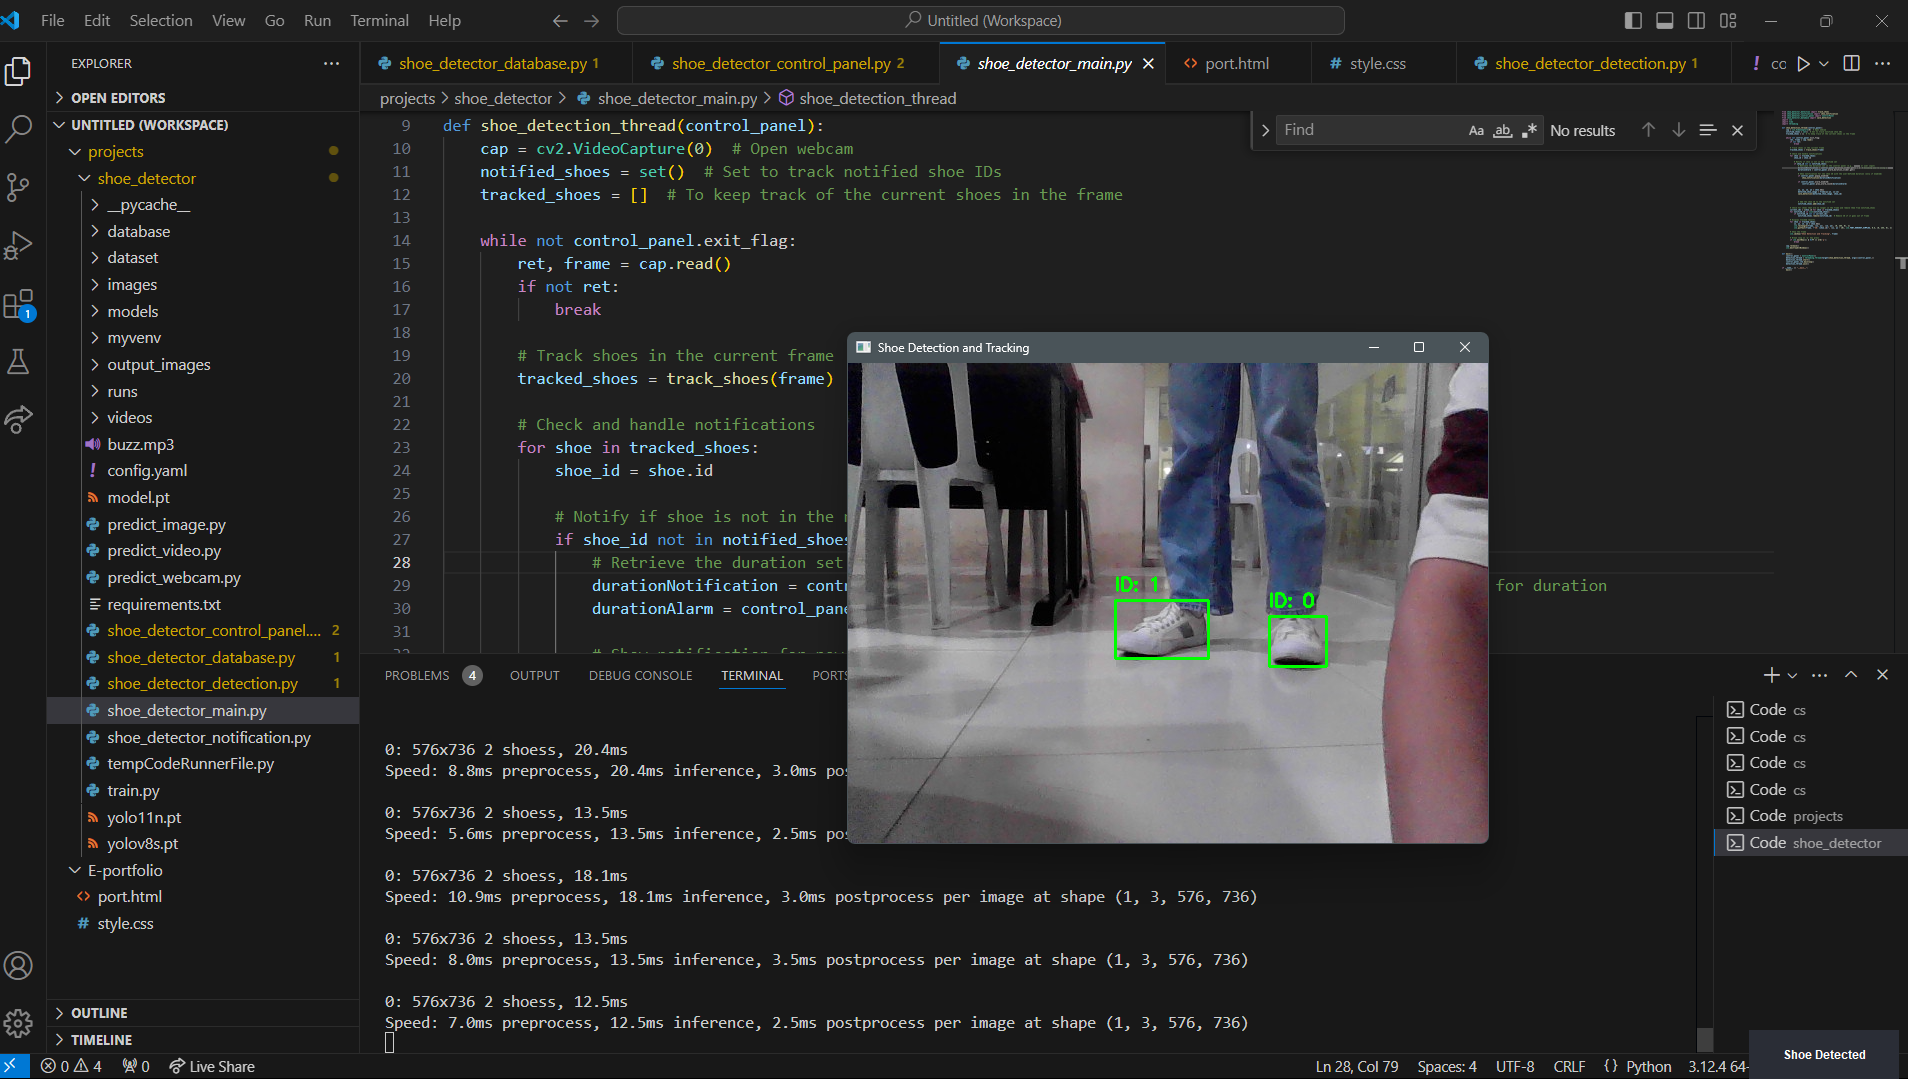 File Edit Selection View Go Run Terminal Help
Untitled (Workspace)
EXPLORER
OPEN EDITORS
UNTITLED (WORKSPACE)
projects
shoe_detector
__pycache__
database
dataset
images
models
myvenv
output_images
runs
videos
buzz.mp3
config.yaml
model.pt
predict_image.py
predict_video.py
predict_webcam.py
requirements.txt
shoe_detector_control_panel.... 2
shoe_detector_database.py 1
shoe_detector_detection.py 1
shoe_detector_main.py
shoe_detector_notification.py
tempCodeRunnerFile.py
train.py
yolo11n.pt
yolov8s.pt
E-portfolio
port.html
style.css
OUTLINE
TIMELINE
1
shoe_detector_database.py 1 shoe_detector_control_panel.py 2 shoe_detector_main.py port.html style.css shoe_detector_detection.py 1 ! co
projects > shoe_detector > shoe_detector_main.py > shoe_detection_thread
Find Aa ab No results
9 def shoe_detection_thread(control_panel):
10 cap = cv2.VideoCapture(0) # Open webcam
11 notified_shoes = set() # Set to track notified shoe IDs
12 tracked_shoes = [] # To keep track of the current shoes in the frame
13
14 while not control_panel.exit_flag:
15 ret, frame = cap.read()
16 if not ret:
17 break
18
19 # Track shoes in the current frame
20 tracked_shoes = track_shoes(frame)
21
22 # Check and handle notifications
23 for shoe in tracked_shoes:
24 shoe_id = shoe.id
25
26 # Notify if shoe is not in the
27 if shoe_id not in notified_shoes
28 # Retrieve the duration set
29 durationNotification = contr for duration
30 durationAlarm = control_pane
31
Shoe Detection and Tracking
ID: 1
ID: 0
PROBLEMS 4 OUTPUT DEBUG CONSOLE TERMINAL PORTS
0: 576x736 2 shoess, 20.4ms
Speed: 8.8ms preprocess, 20.4ms inference, 3.0ms pos
0: 576x736 2 shoess, 13.5ms
Speed: 5.6ms preprocess, 13.5ms inference, 2.5ms pos
0: 576x736 2 shoess, 18.1ms
Speed: 10.9ms preprocess, 18.1ms inference, 3.0ms postprocess per image at shape (1, 3, 576, 736)
0: 576x736 2 shoess, 13.5ms
Speed: 8.0ms preprocess, 13.5ms inference, 3.5ms postprocess per image at shape (1, 3, 576, 736)
0: 576x736 2 shoess, 12.5ms
Speed: 7.0ms preprocess, 12.5ms inference, 2.5ms postprocess per image at shape (1, 3, 576, 736)
Code cs
Code cs
Code cs
Code cs
Code projects
Code shoe_detector
0 4 0 Live Share
Ln 28, Col 79 Spaces: 4 UTF-8 CRLF {} Python 3.12.4 64-
Shoe Detected